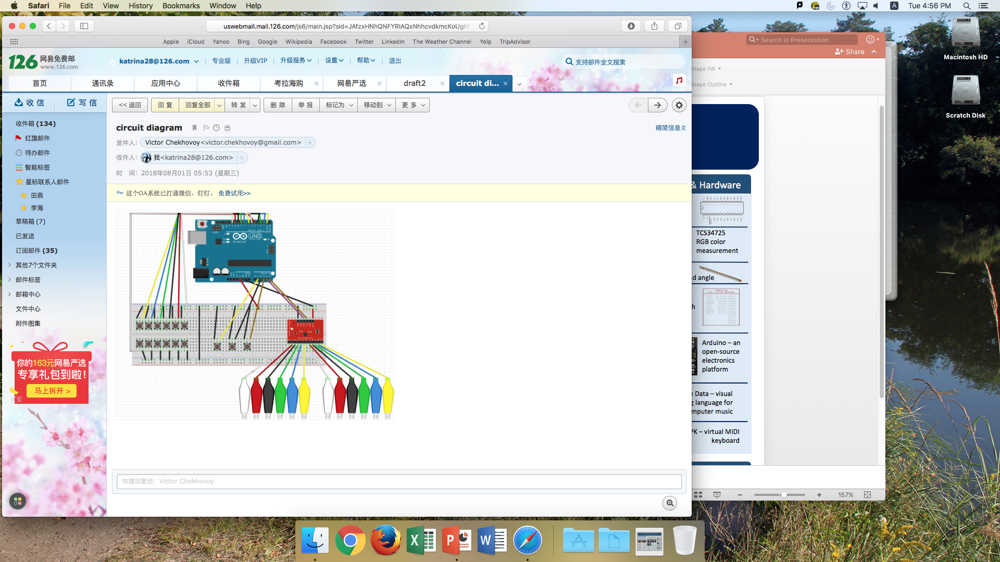 Safari File Edit View History Bookmarks Window Help
A Tue 4:56 PM
Search in Presentation
Share
Shape Outline
Macintosh HD
Scratch Disk
Apple iCloud Yahoo Bing Google Wikipedia Facebook Twitter LinkedIn The Weather Channel Yelp TripAdvisor
126 网易免费邮
www.126.com
katrina28@126.com 专业版 升级VIP 升级服务 设置 帮助 退出
支持邮件全文搜索
首页 通讯录 应用中心 收件箱 考拉海购 网易严选 draft2 circuit di...
收 信 写 信
<< 返回 回 复 回复全部 转 发 删 除 举 报 标记为 移动到 更 多
收件箱 (134)
红旗邮件
待办邮件
智能标签
星标联系人邮件
田燕
李海
草稿箱 (7)
已发送
订阅邮件 (35)
其他7个文件夹
邮件标签
邮箱中心
文件中心
附件图集
你的163元网易严选
专享礼包到啦!
马上拆开 >
广告
circuit diagram
精简信息
发件人: Victor Chekhovoy<victor.chekhovoy@gmail.com>
收件人: 我<katrina28@126.com>
时 间: 2018年08月01日 05:53 (星期三)
这个OA系统已打通微信、钉钉。 免费试用>>
UNO
Arduino
快捷回复给: Victor Chekhovoy
& Hardware
TCS34725
RGB color
measurement
angle
Arduino – an
open-source
electronics
platform
Data – visual
language for
music
– virtual MIDI
keyboard
157%